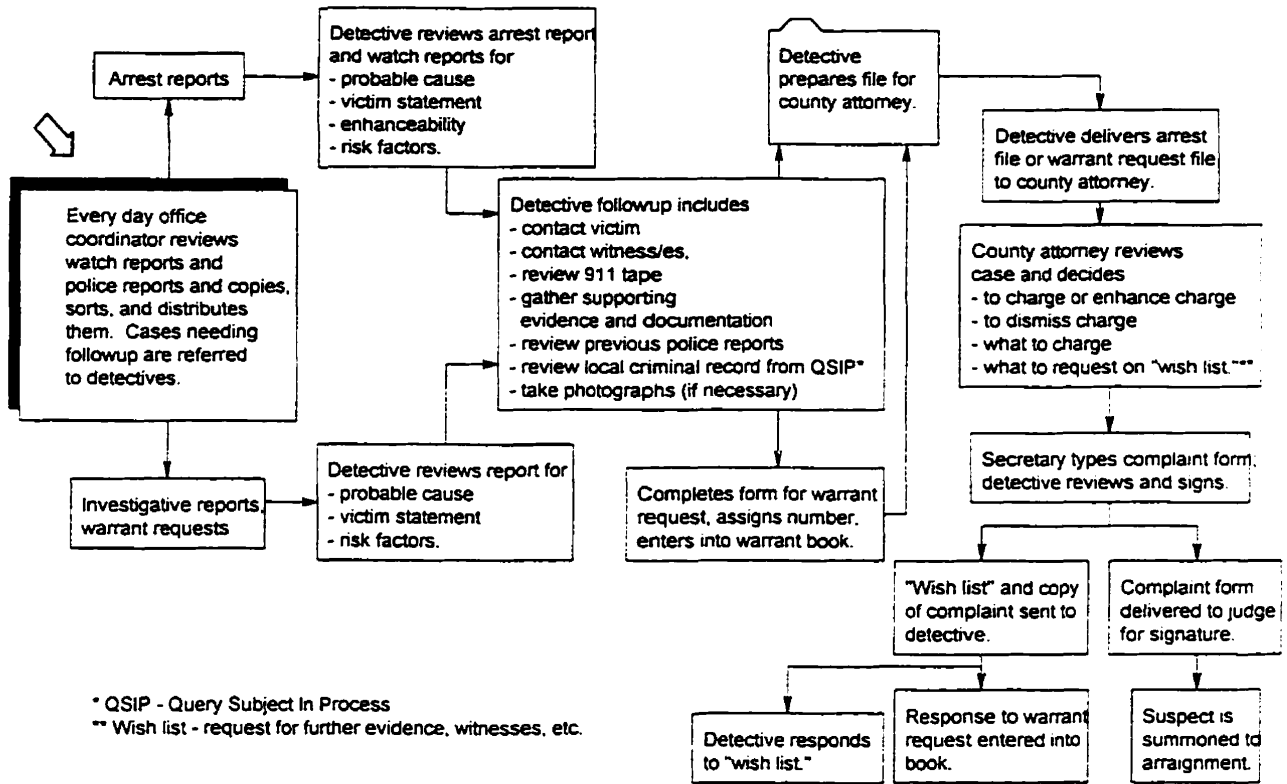 Arrest reports
Detective reviews arrest report
and watch reports for
- probable cause
- victim statement
- enhanceability
- risk factors.
Every day office
coordinator reviews
watch reports and
police reports and copies,
sorts, and distributes
them. Cases needing
followup are referred
to detectives.
Investigative reports,
warrant requests
Detective reviews report for
- probable cause
- victim statement
- risk factors.
Detective followup includes
- contact victim
- contact witness/es,
- review 911 tape
- gather supporting
evidence and documentation
- review previous police reports
- review local criminal record from QSIP*
- take photographs (if necessary)
Completes form for warrant
request, assigns number,
enters into warrant book.
Detective
prepares file for
county attorney.
Detective delivers arrest
file or warrant request file
to county attorney.
County attorney reviews
case and decides
- to charge or enhance charge
- to dismiss charge
- what to charge
- what to request on "wish list."**
Secretary types complaint form;
detective reviews and signs.
"Wish list" and copy
of complaint sent to
detective.
Complaint form
delivered to judge
for signature.
Detective responds
to "wish list."
Response to warrant
request entered into
book.
Suspect is
summoned to
arraignment.
* QSIP - Query Subject In Process
** Wish list - request for further evidence, witnesses, etc.